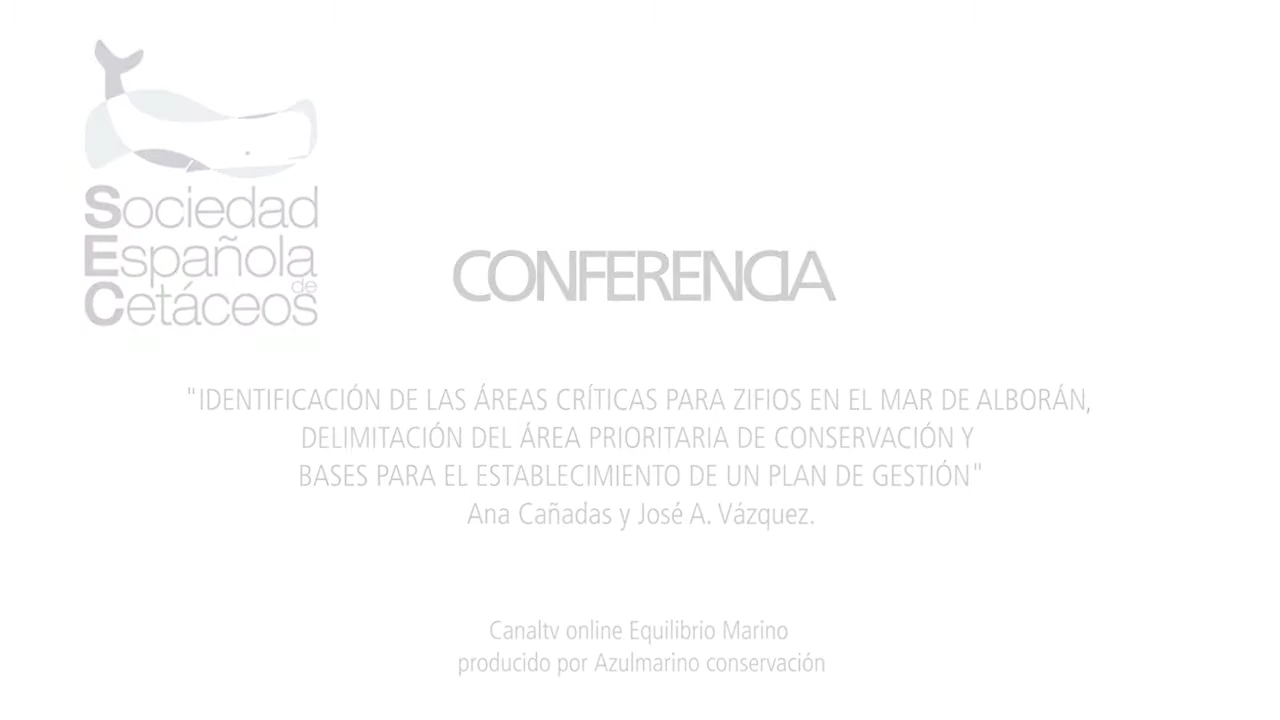 Sociedad
Española
de
Cetáceos
CONFERENCIA
"IDENTIFICACIÓN DE LAS ÁREAS CRÍTICAS PARA ZIFIOS EN EL MAR DE ALBORÁN,
DELIMITACIÓN DEL ÁREA PRIORITARIA DE CONSERVACIÓN Y
BASES PARA EL ESTABLECIMIENTO DE UN PLAN DE GESTIÓN"
Ana Cañadas y José A. Vázquez.
Canaltv online Equilibrio Marino
producido por Azulmarino conservación